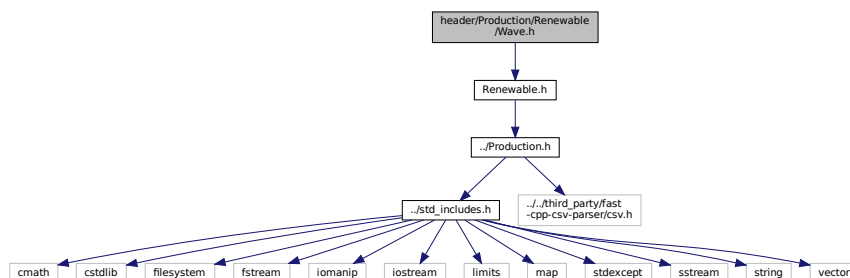 header/Production/Renewable
/Wave.h
Renewable.h
../Production.h
../std_includes.h
../../third_party/fast
-cpp-csv-parser/csv.h
cmath
cstdlib
filesystem
fstream
iomanip
iostream
limits
map
stdexcept
sstream
string
vector